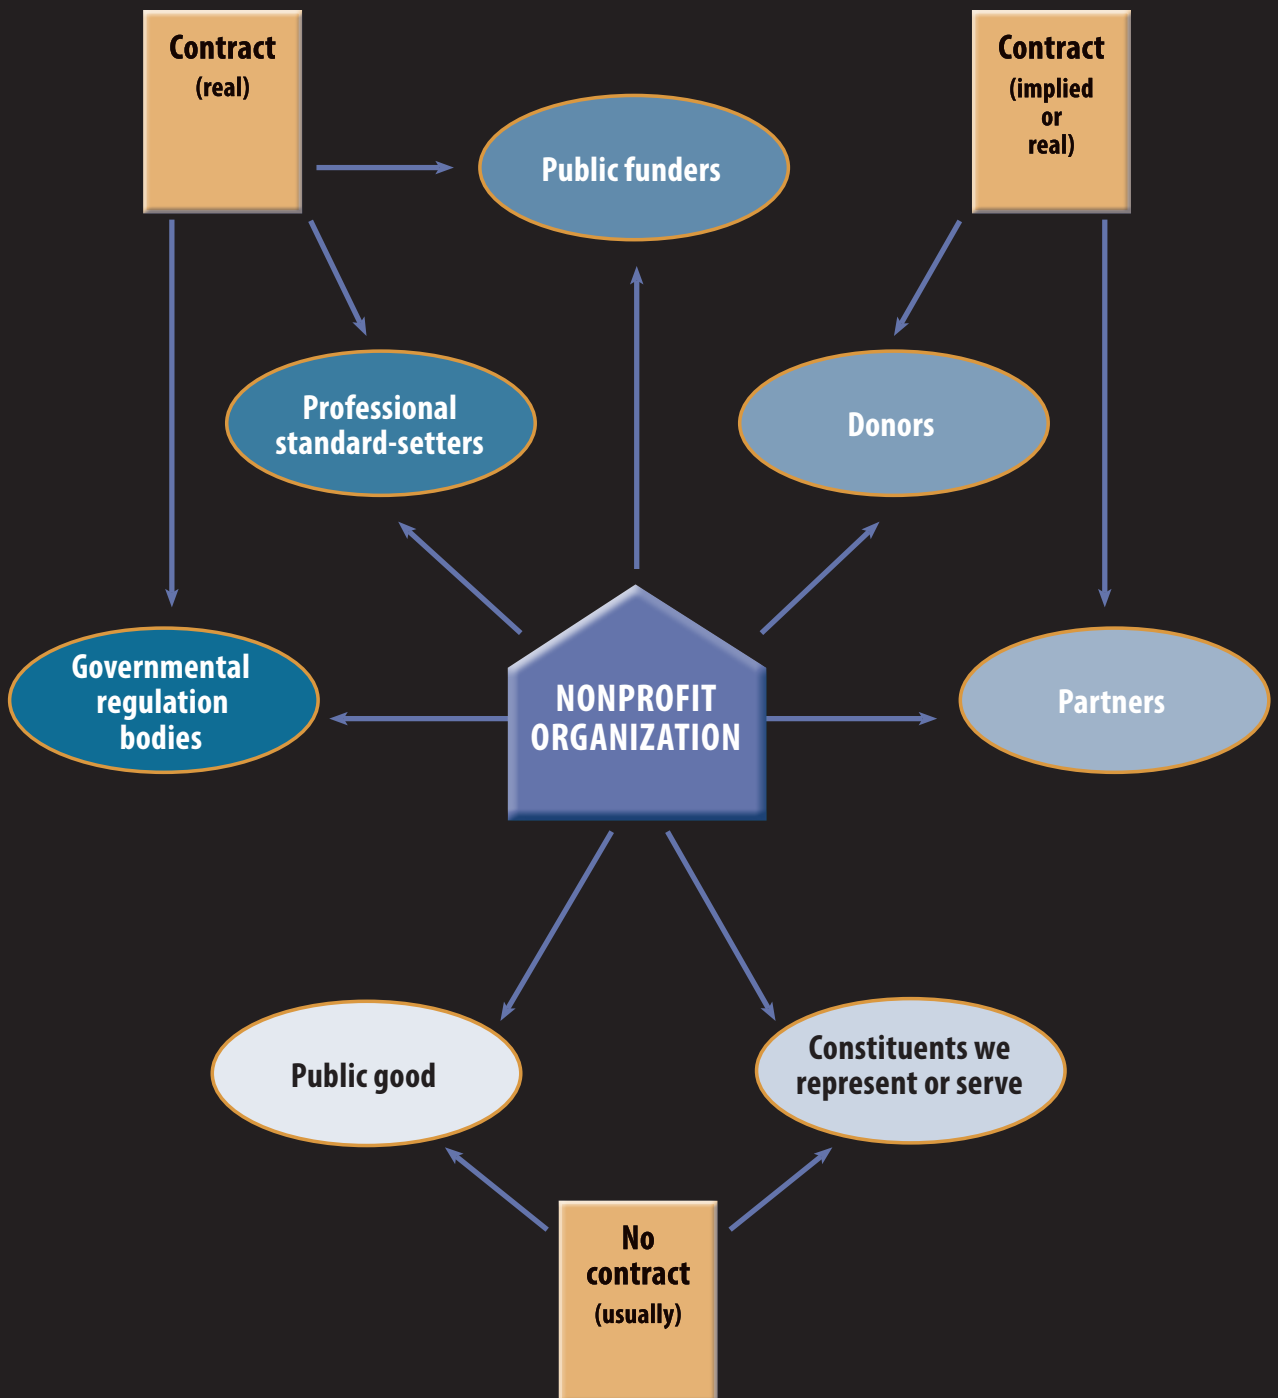 Contract
(real)
Contract
(implied
or
real)
Public funders
Professional
standard-setters
Donors
Governmental
regulation
bodies
NONPROFIT
ORGANIZATION
Partners
Public good
Constituents we
represent or serve
No
contract
(usually)